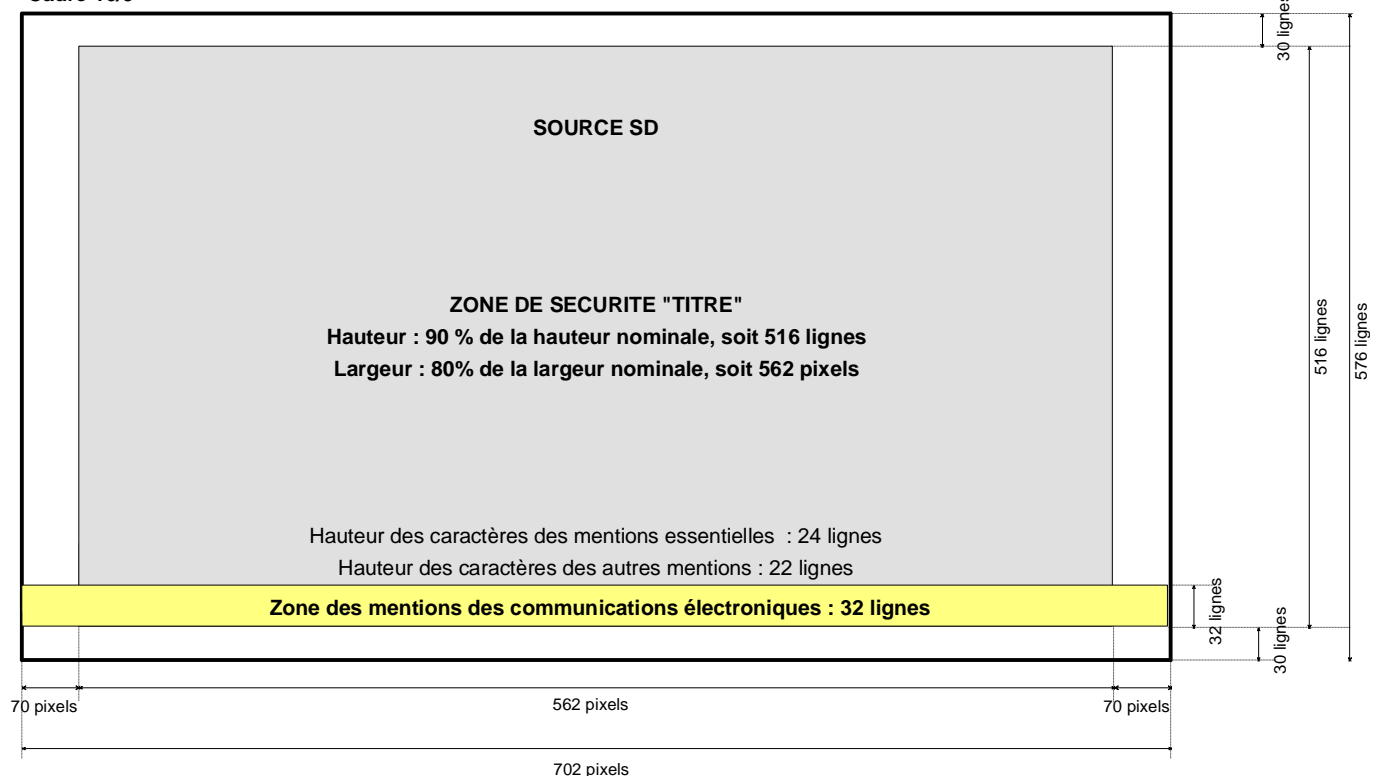 30 lignes
SOURCE SD
ZONE DE SECURITE "TITRE"
Hauteur : 90 % de la hauteur nominale, soit 516 lignes
Largeur : 80% de la largeur nominale, soit 562 pixels
516 lignes
576 lignes
Hauteur des caractères des mentions essentielles : 24 lignes
Hauteur des caractères des autres mentions : 22 lignes
Zone des mentions des communications électroniques : 32 lignes
32 lignes
30 lignes
70 pixels
562 pixels
70 pixels
702 pixels